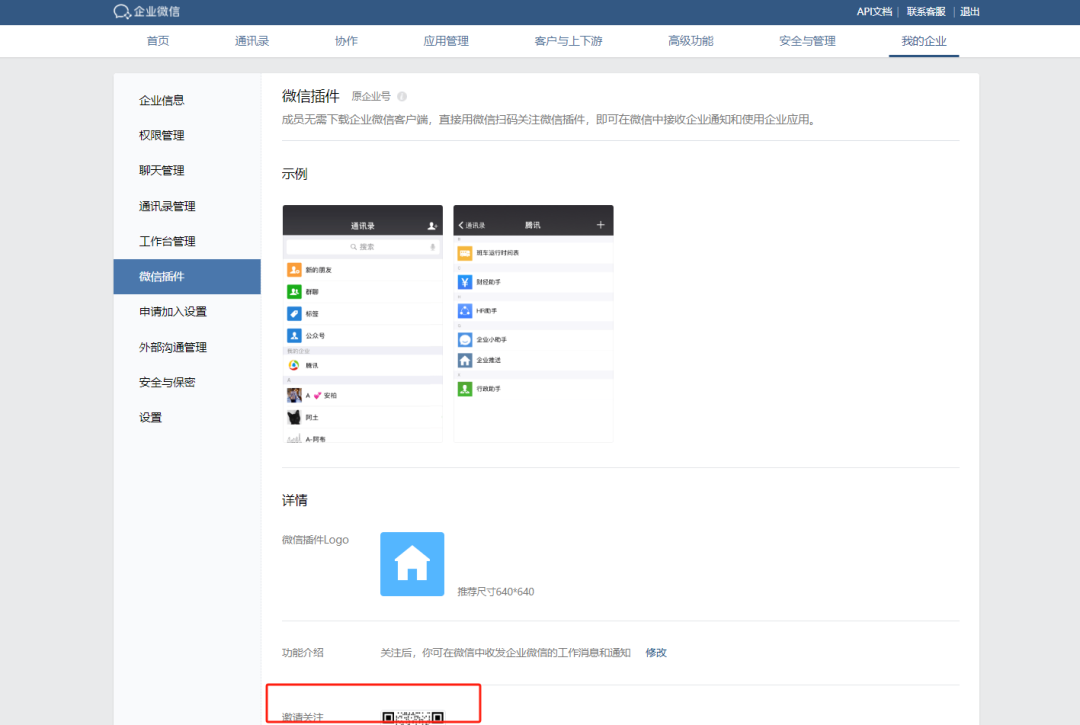 企业微信
API文档 | 联系客服 | 退出
首页 通讯录 协作 应用管理 客户与上下游 高级功能 安全与管理 我的企业
企业信息
权限管理
聊天管理
通讯录管理
工作台管理
微信插件
申请加入设置
外部沟通管理
安全与保密
设置
微信插件 原企业号
成员无需下载企业微信客户端，直接用微信扫码关注微信插件，即可在微信中接收企业通知和使用企业应用。
示例
通讯录
搜索
新的朋友
群聊
标签
公众号
我的企业
腾讯
A
A 💕 安柏
阿土
A-阿布
通讯录 腾讯
班车运行时间表
财经助手
HR助手
企业小助手
企业推送
行政助手
详情
微信插件Logo
推荐尺寸640*640
功能介绍 关注后，你可在微信中收发企业微信的工作消息和通知 修改
邀请关注